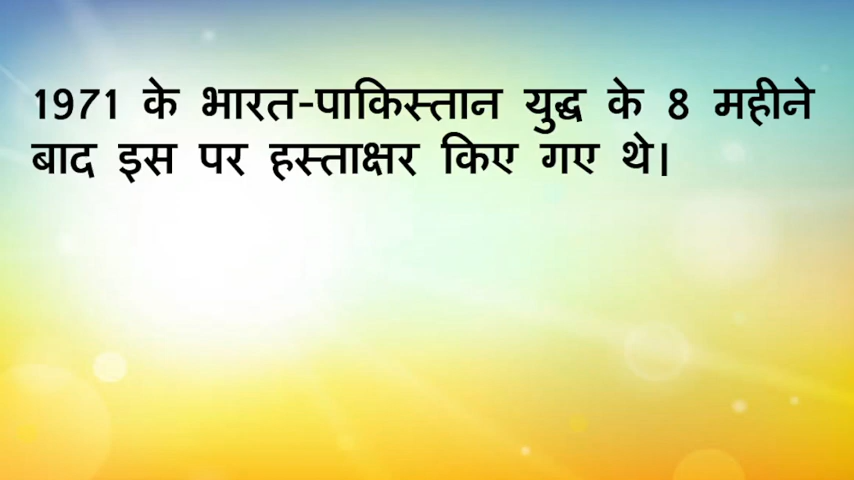 1971 के भारत-पाकिस्तान युद्ध के 8 महीने
बाद इस पर हस्ताक्षर किए गए थे।